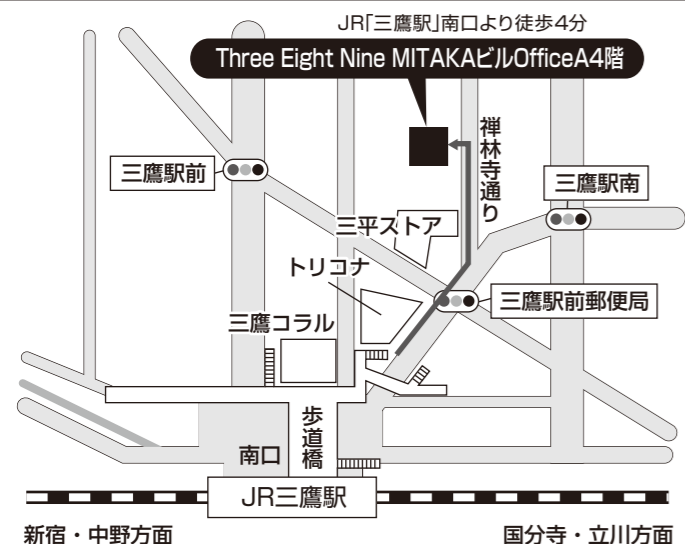 JR「三鷹駅」南口より徒歩4分
Three Eight Nine MITAKAビルOfficeA4階
禅林寺通り
三鷹駅前
三鷹駅南
三平ストア
トリコナ
三鷹駅前郵便局
三鷹コラル
歩道橋
南口
JR三鷹駅
新宿・中野方面
国分寺・立川方面